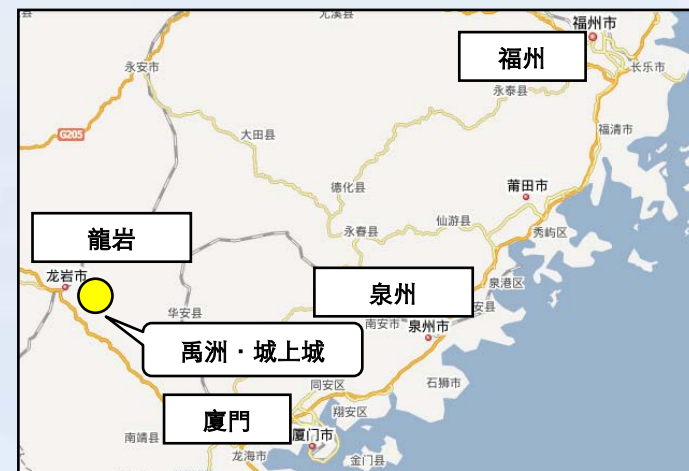 尤溪县
福州市
福州
永安市
长乐市
永泰县
G205
大田县
福清市
德化县
莆田市
仙游县
龍岩
永春县
秀屿区
龙岩市
泉州
泉港区
华安县
安县
南安市
泉州市
禹洲·城上城
石狮市
同安区
廈門
翔安区
南靖县
厦门市
龙海市
金门县